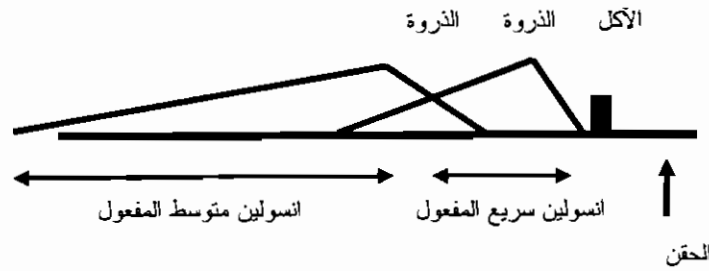 الآكل الذروة الذروة
انسولين سريع المفعول انسولين متوسط المفعول
الحقن